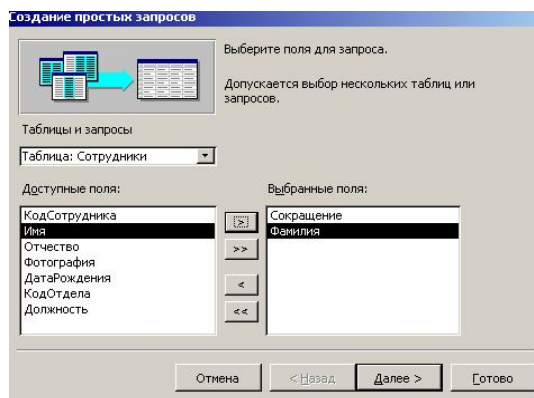 Создание простых запросов
Выберите поля для запроса.
Допускается выбор нескольких таблиц или
запросов.
Таблицы и запросы
Таблица: Сотрудники
Доступные поля:
Выбранные поля:
КодСотрудника
Имя
Отчество
Фотография
ДатаРождения
КодОтдела
Должность
>
>>
<
<<
Сокращение
Фамилия
Отмена
< Назад
Далее >
Готово